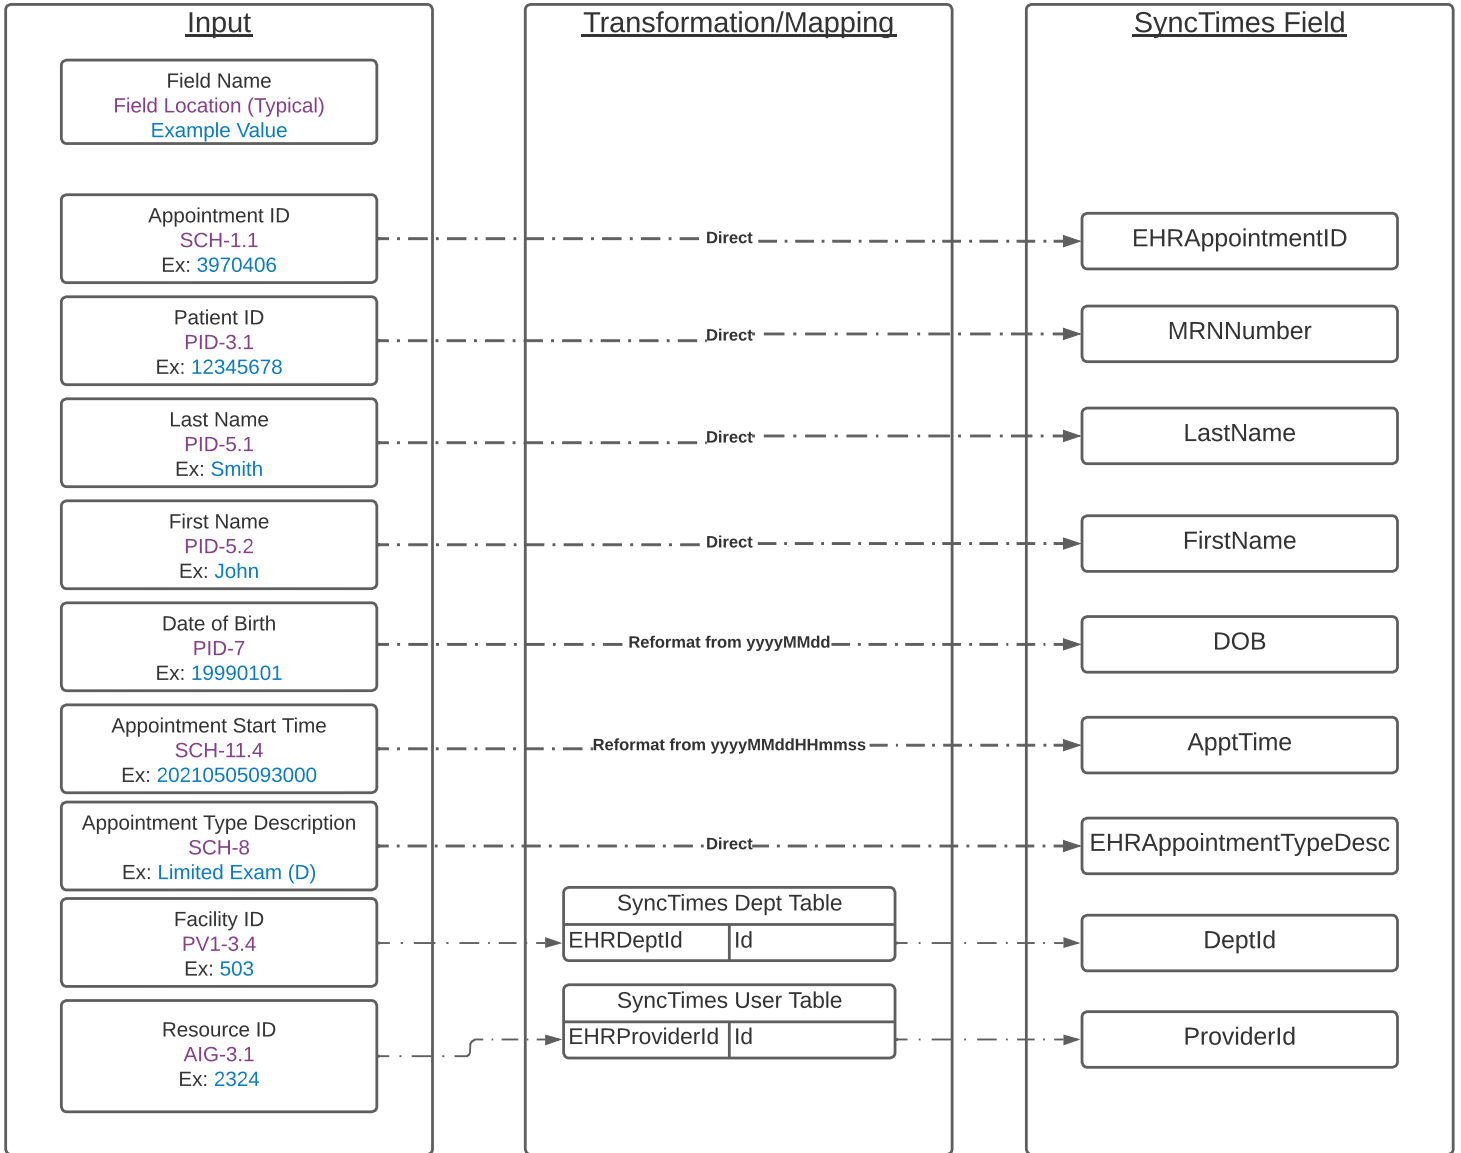 Input
Transformation/Mapping
SyncTimes Field
Field Name
Field Location (Typical)
Example Value
Appointment ID
SCH-1.1
Ex: 3970406
Direct
EHRAppointmentID
Patient ID
PID-3.1
Ex: 12345678
Direct
MRNNumber
Last Name
PID-5.1
Ex: Smith
Direct
LastName
First Name
PID-5.2
Ex: John
Direct
FirstName
Date of Birth
PID-7
Ex: 19990101
Reformat from yyyyMMdd
DOB
Appointment Start Time
SCH-11.4
Ex: 20210505093000
Reformat from yyyyMMddHHmmss
ApptTime
Appointment Type Description
SCH-8
Ex: Limited Exam (D)
Direct
EHRAppointmentTypeDesc
Facility ID
PV1-3.4
Ex: 503
SyncTimes Dept Table
EHRDeptId
Id
DeptId
Resource ID
AIG-3.1
Ex: 2324
SyncTimes User Table
EHRProviderId
Id
ProviderId